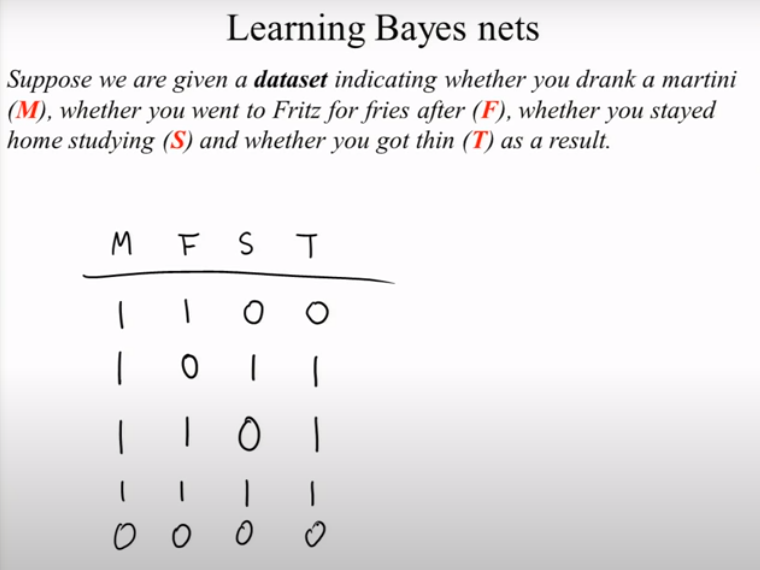 Learning Bayes nets
Suppose we are given a dataset indicating whether you drank a martini
(M), whether you went to Fritz for fries after (F), whether you stayed
home studying (S) and whether you got thin (T) as a result.
M F S T
1 1 0 0
1 0 1 1
1 1 0 1
1 1 1 1
0 0 0 0